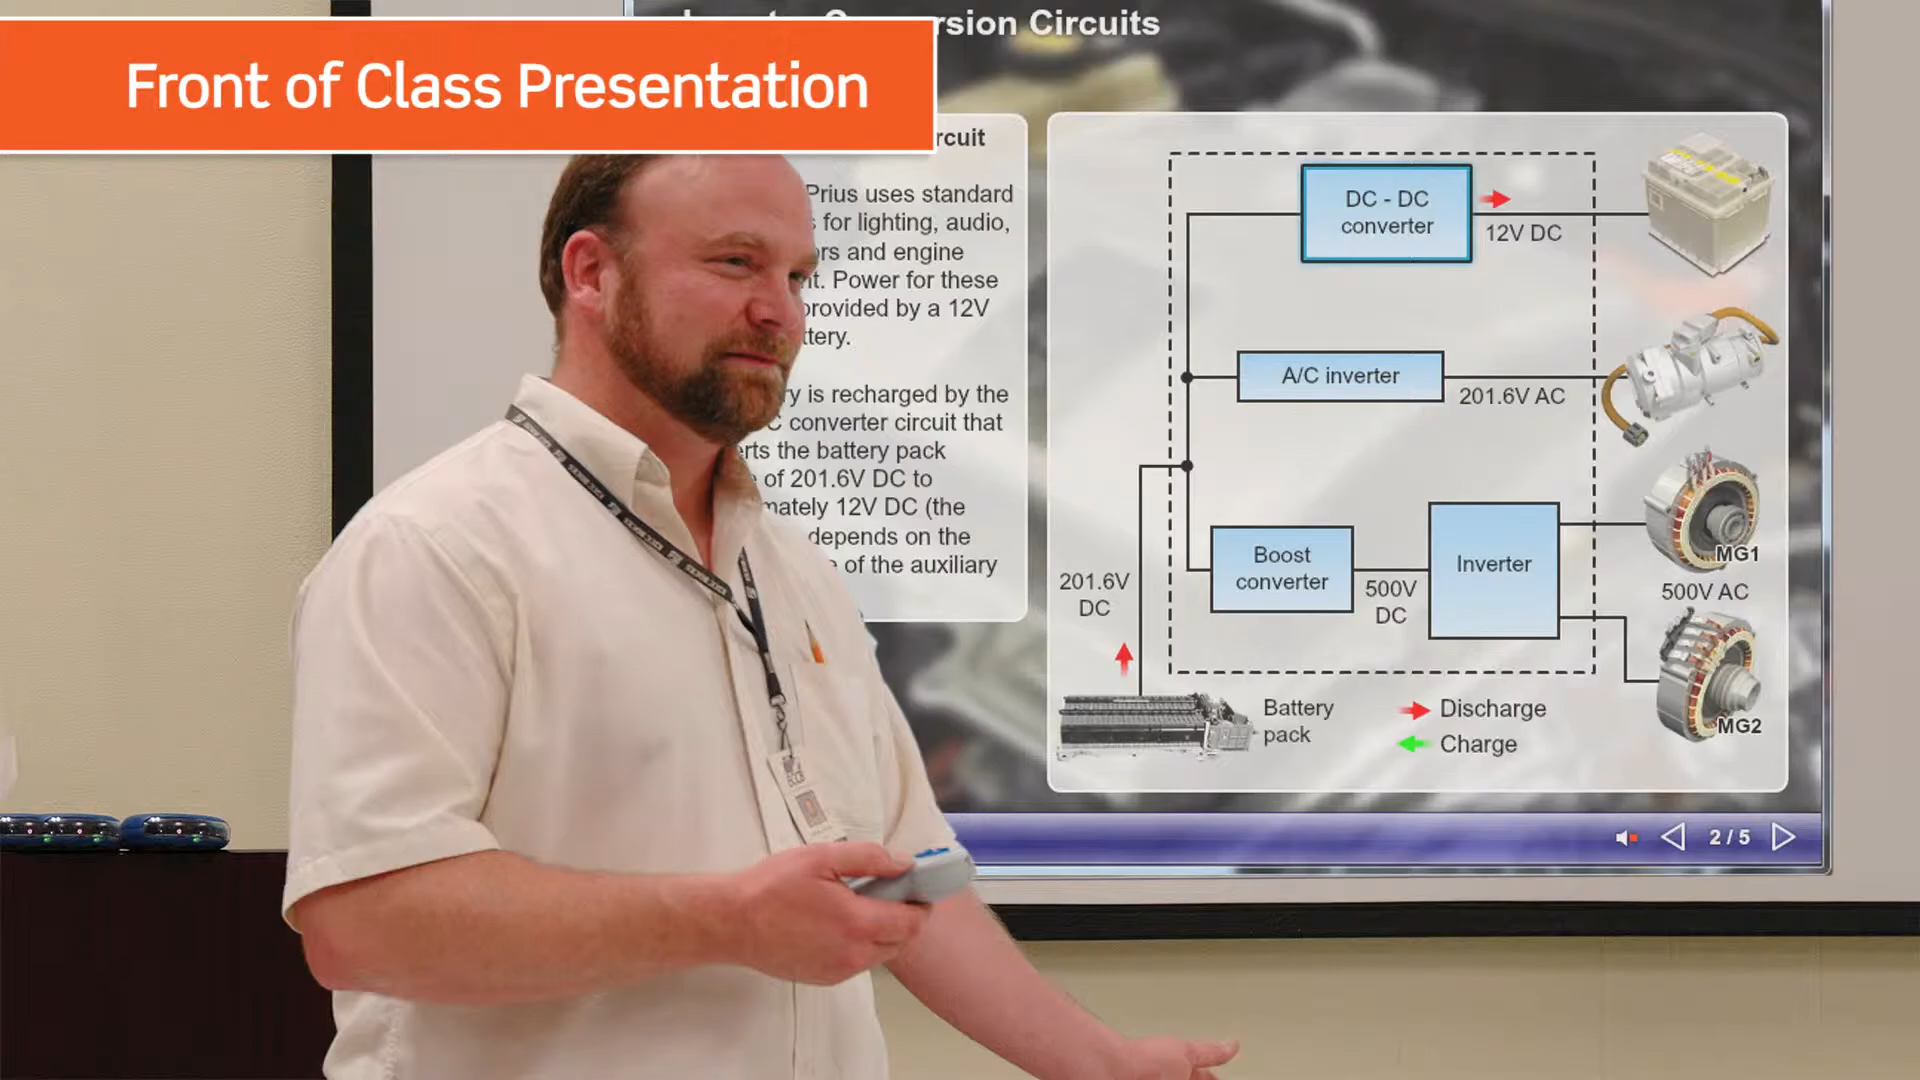 rsion Circuits
Front of Class Presentation
rcuit
Prius uses standard
for lighting, audio,
ors and engine
nt. Power for these
provided by a 12V
ttery.
ry is recharged by the
C converter circuit that
erts the battery pack
e of 201.6V DC to
mately 12V DC (the
depends on the
e of the auxiliary
DC - DC
converter
12V DC
A/C inverter
201.6V AC
Boost
converter
500V
DC
Inverter
MG1
500V AC
MG2
201.6V
DC
Battery
pack
Discharge
Charge
2 / 5